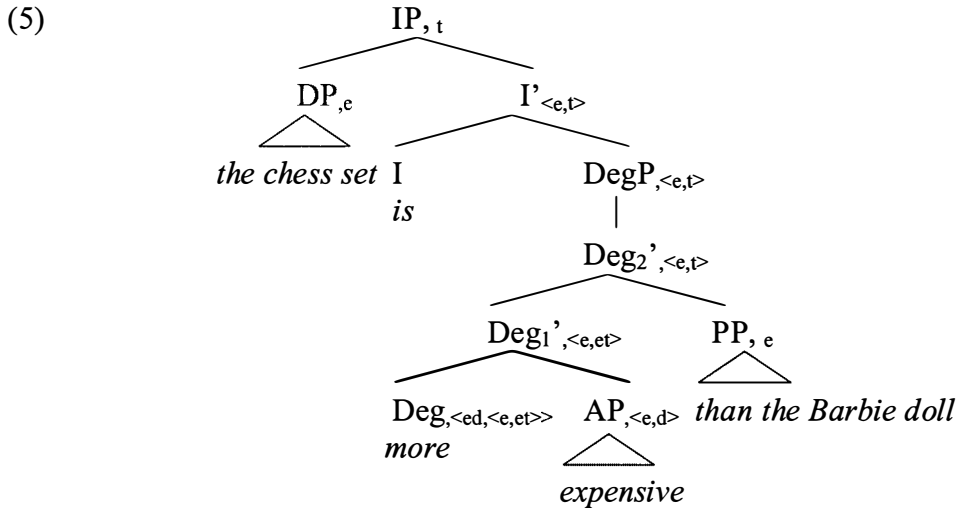 (5) IP, t
DP,e I’<e,t>
the chess set I DegP,<e,t>
is
Deg2’,<e,t>
Deg1’,<e,et> PP, e
Deg,<ed,<e,et>> AP,<e,d> than the Barbie doll
more
expensive